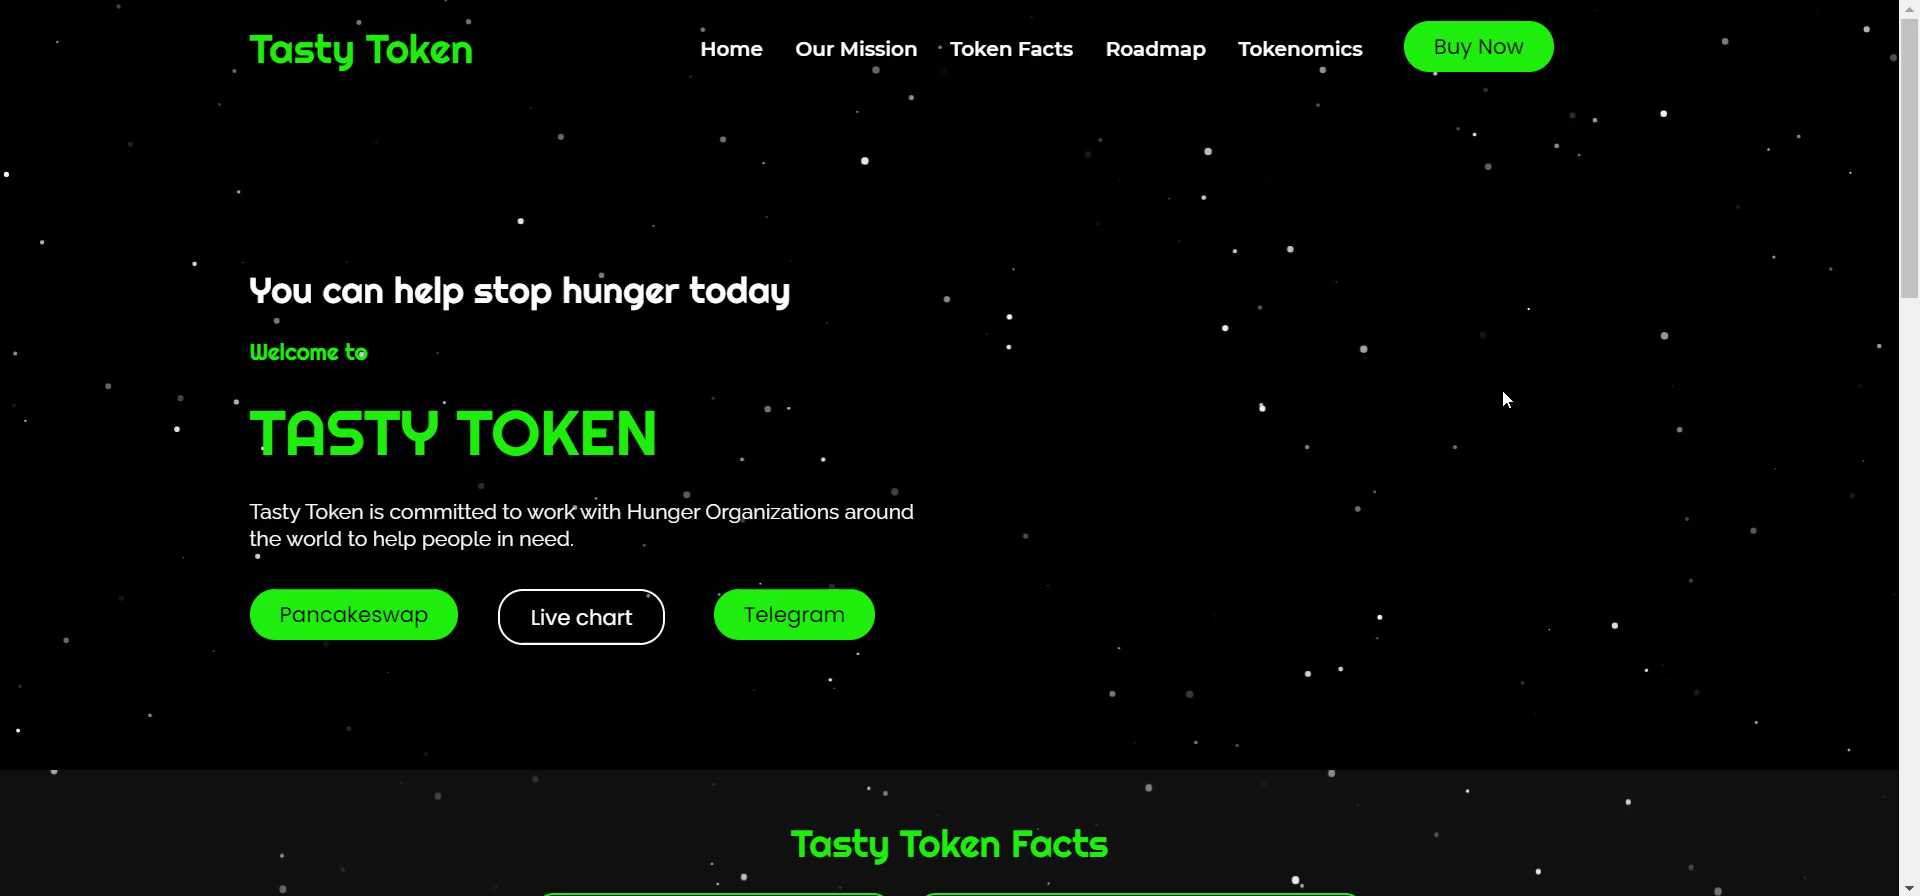 Tasty Token
Home Our Mission Token Facts Roadmap Tokenomics Buy Now
You can help stop hunger today
Welcome to
TASTY TOKEN
Tasty Token is committed to work with Hunger Organizations around
the world to help people in need.
Pancakeswap Live chart Telegram
Tasty Token Facts